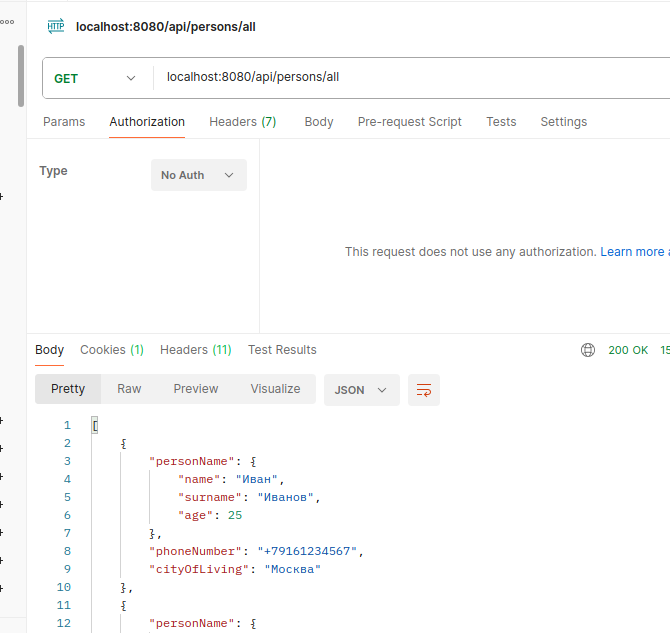 HTTP localhost:8080/api/persons/all
GET localhost:8080/api/persons/all
Params Authorization Headers (7) Body Pre-request Script Tests Settings
Type No Auth
This request does not use any authorization. Learn more
Body Cookies (1) Headers (11) Test Results 200 OK
Pretty Raw Preview Visualize JSON
1 [
2 {
3 "personName": {
4 "name": "Иван",
5 "surname": "Иванов",
6 "age": 25
7 },
8 "phoneNumber": "+79161234567",
9 "cityOfLiving": "Москва"
10 },
11 {
12 "personName": {